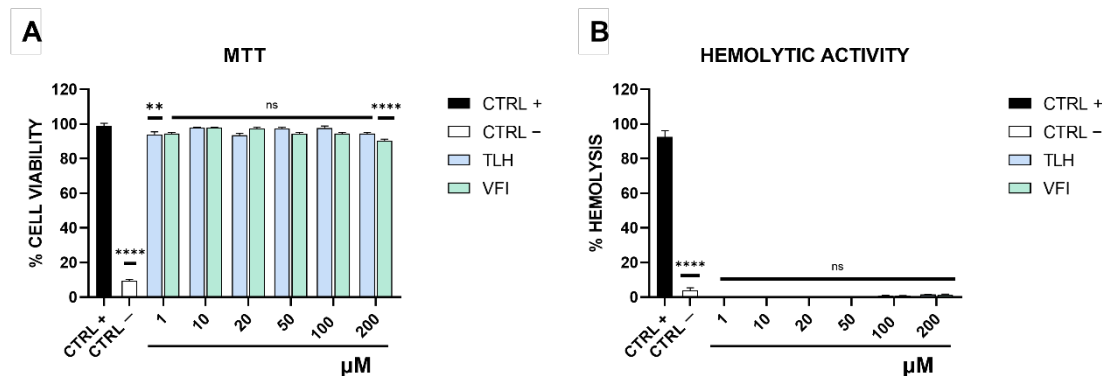 A
MTT
% CELL VIABILITY
120
100
80
60
40
20
0
**
ns
****
****
CTRL +
CTRL −
1
10
20
50
100
200
µM
CTRL +
CTRL −
TLH
VFI
B
HEMOLYTIC ACTIVITY
% HEMOLYSIS
120
100
80
60
40
20
0
****
ns
CTRL +
CTRL −
1
10
20
50
100
200
µM
CTRL +
CTRL −
TLH
VFI